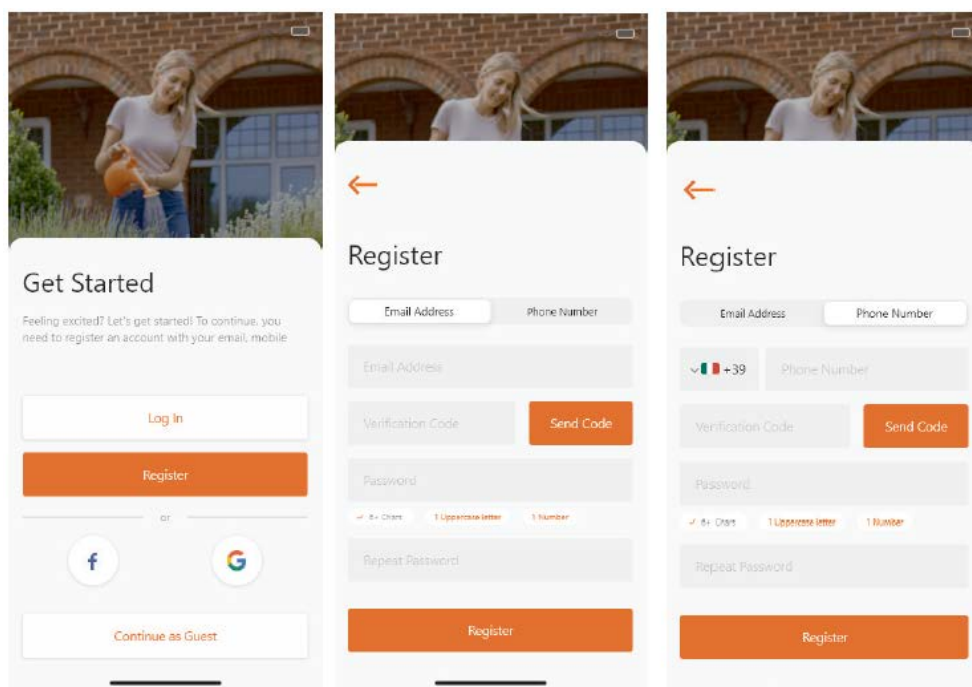 Get Started
Feeling excited? Let's get started! To continue, you
need to register an account with your email, mobile
Log In
Register
or
f
G
Continue as Guest
Register
Email Address
Phone Number
Email Address
Verification Code
Send Code
Password
8+ Chars
1 Uppercase letter
1 Number
Repeat Password
Register
Register
Email Address
Phone Number
+39
Phone Number
Verification Code
Send Code
Password
8+ Chars
1 Uppercase letter
1 Number
Repeat Password
Register